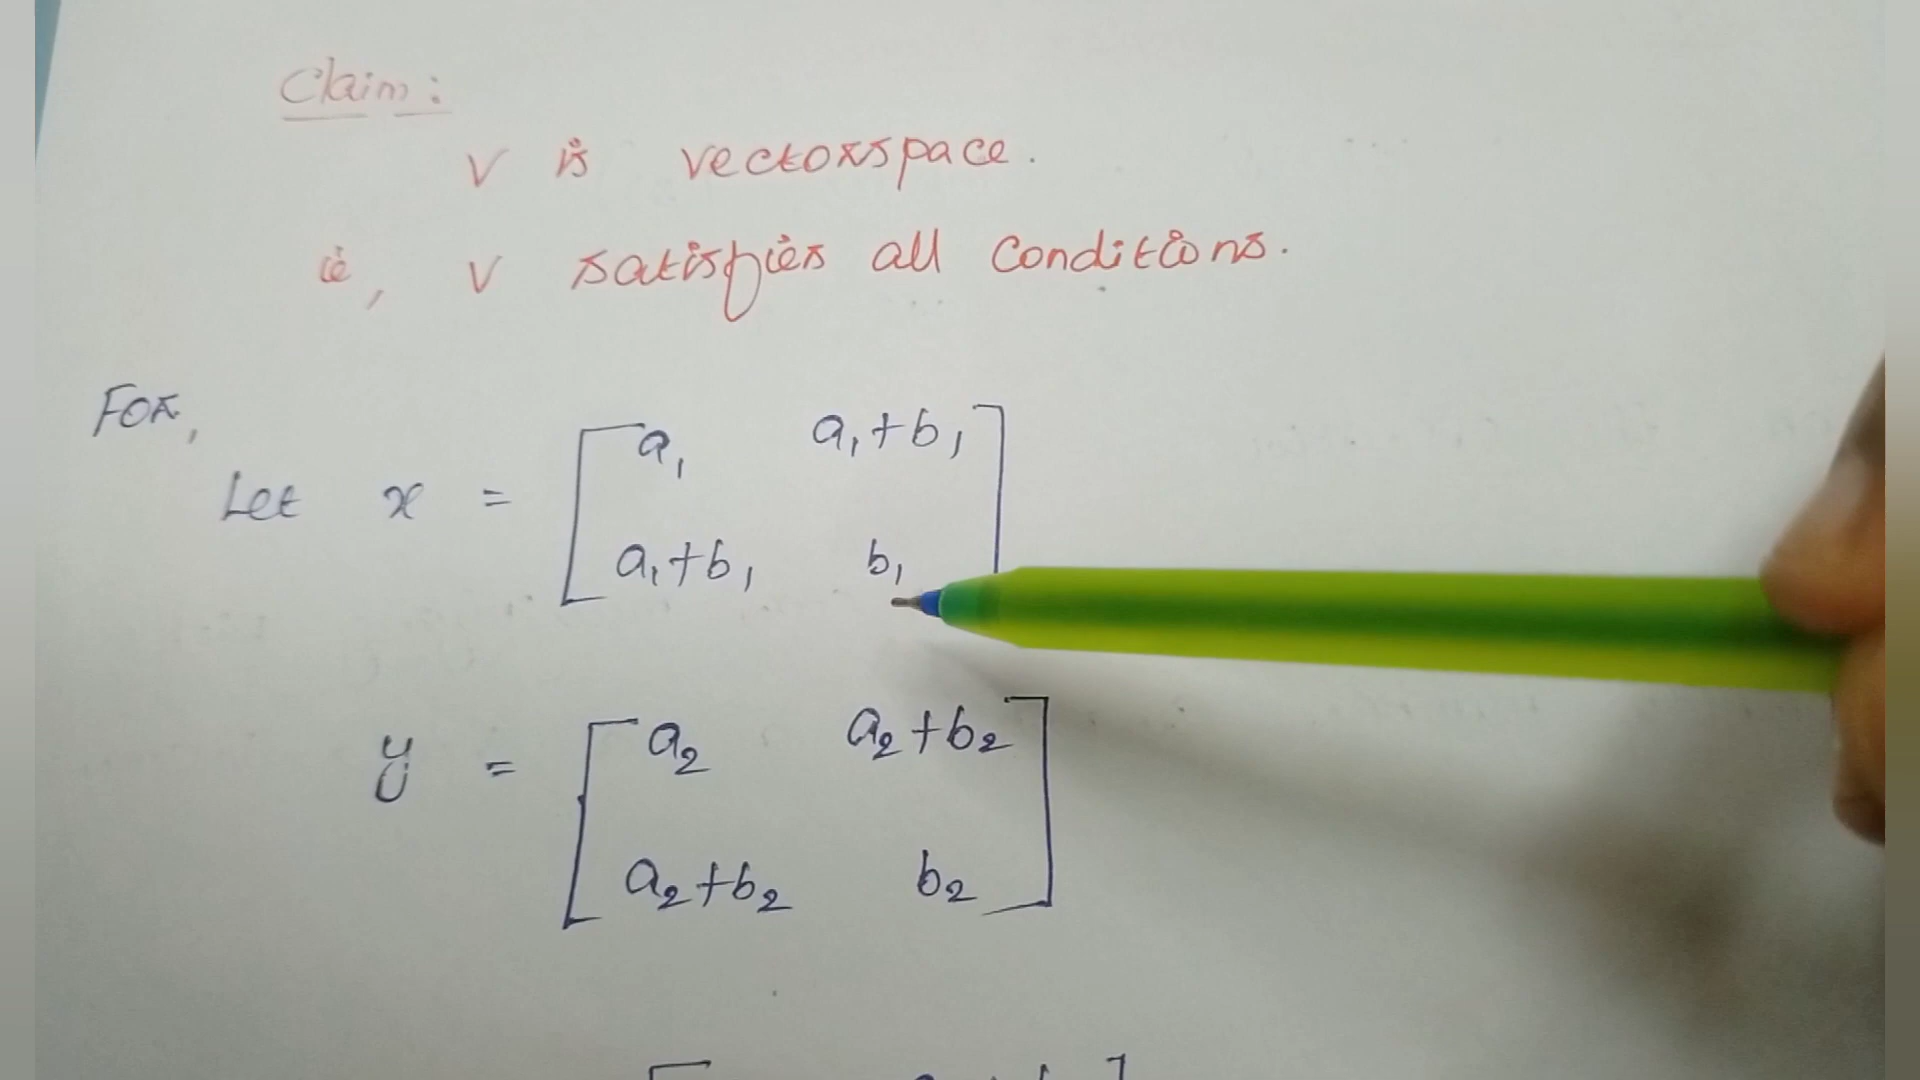 Claim:
V is vectorspace.
ie, V satisfies all conditions.
For,
Let x = [ a₁ a₁+b₁
a₁+b₁ b₁ ]
y = [ a₂ a₂+b₂
a₂+b₂ b₂ ]